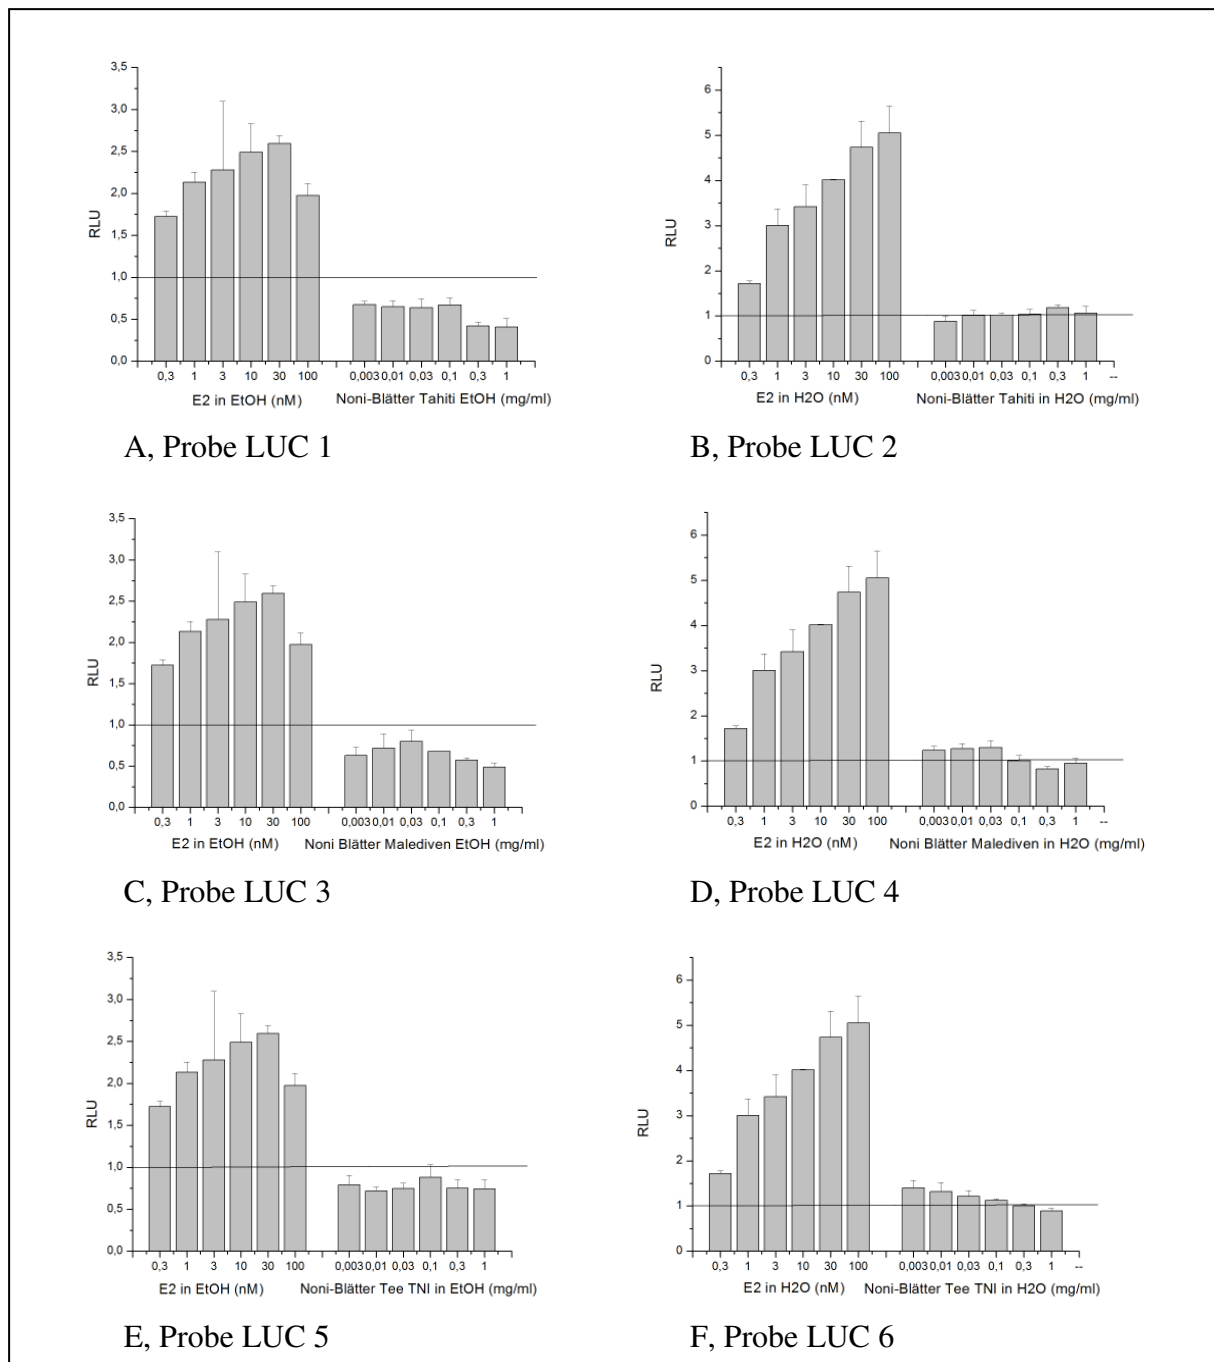 3,5
3,0
2,5
2,0
1,5
1,0
0,5
0,0
RLU
0,3 1 3 10 30 100 0,003 0,01 0,03 0,1 0,3 1
E2 in EtOH (nM) Noni-Blätter Tahiti EtOH (mg/ml)
A, Probe LUC 1
6
5
4
3
2
1
0
RLU
0,3 1 3 10 30 100 0,003 0,01 0,03 0,1 0,3 1 --
E2 in H2O (nM) Noni-Blätter Tahiti in H2O (mg/ml)
B, Probe LUC 2
3,5
3,0
2,5
2,0
1,5
1,0
0,5
0,0
RLU
0,3 1 3 10 30 100 0,003 0,01 0,03 0,1 0,3 1
E2 in EtOH (nM) Noni Blätter Malediven EtOH (mg/ml)
C, Probe LUC 3
6
5
4
3
2
1
0
RLU
0,3 1 3 10 30 100 0,003 0,01 0,03 0,1 0,3 1 --
E2 in H2O (nM) Noni Blätter Malediven in H2O (mg/ml)
D, Probe LUC 4
3,5
3,0
2,5
2,0
1,5
1,0
0,5
0,0
RLU
0,3 1 3 10 30 100 0,003 0,01 0,03 0,1 0,3 1
E2 in EtOH (nM) Noni-Blätter Tee TNI in EtOH (mg/ml)
E, Probe LUC 5
6
5
4
3
2
1
0
RLU
0,3 1 3 10 30 100 0,003 0,01 0,03 0,1 0,3 1 --
E2 in H2O (nM) Noni-Blätter Tee TNI in H2O (mg/ml)
F, Probe LUC 6